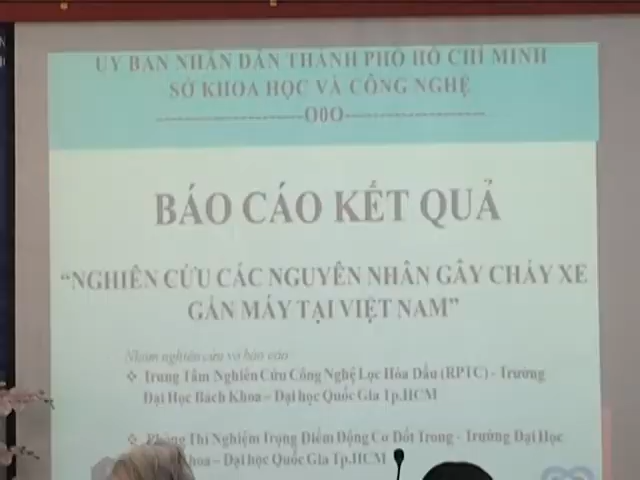 ỦY BAN NHÂN DÂN THÀNH PHỐ HỒ CHÍ MINH
SỞ KHOA HỌC VÀ CÔNG NGHỆ
----------------------O0O----------------------
BÁO CÁO KẾT QUẢ
“NGHIÊN CỨU CÁC NGUYÊN NHÂN GÂY CHÁY XE
GẮN MÁY TẠI VIỆT NAM”
Nhóm nghiên cứu và báo cáo
❖ Trung Tâm Nghiên Cứu Công Nghệ Lọc Hóa Dầu (RPTC) - Trường
Đại Học Bách Khoa – Đại học Quốc Gia Tp.HCM
❖ Phòng Thí Nghiệm Trọng Điểm Động Cơ Đốt Trong - Trường Đại Học
Khoa – Đại học Quốc Gia Tp.HCM